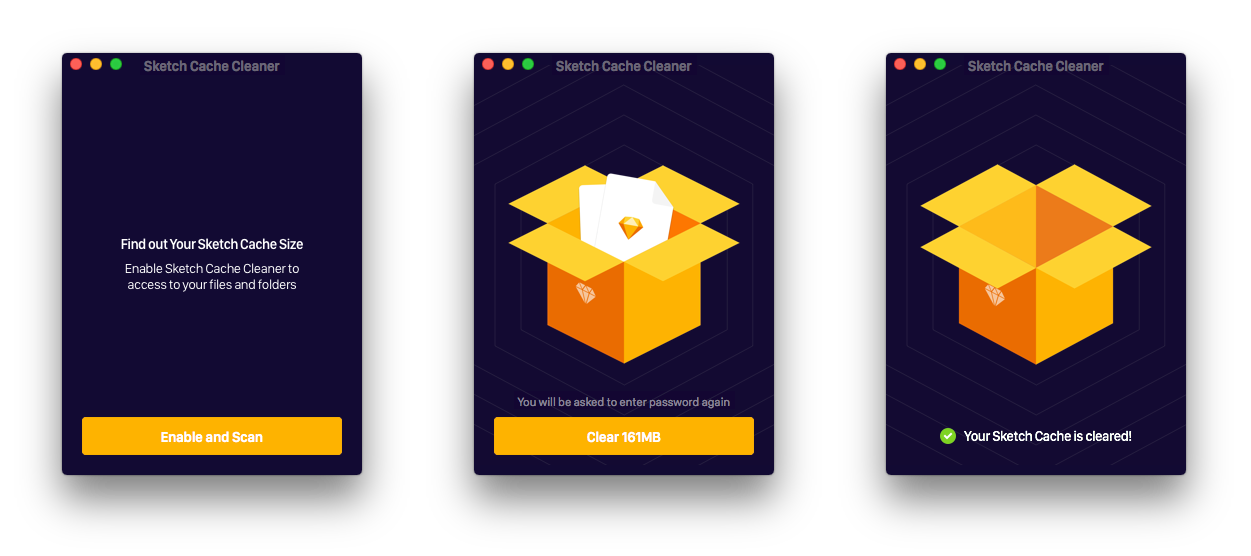 Sketch Cache Cleaner
Find out Your Sketch Cache Size
Enable Sketch Cache Cleaner to
access to your files and folders
Enable and Scan
Sketch Cache Cleaner
You will be asked to enter password again
Clear 161MB
Sketch Cache Cleaner
Your Sketch Cache is cleared!